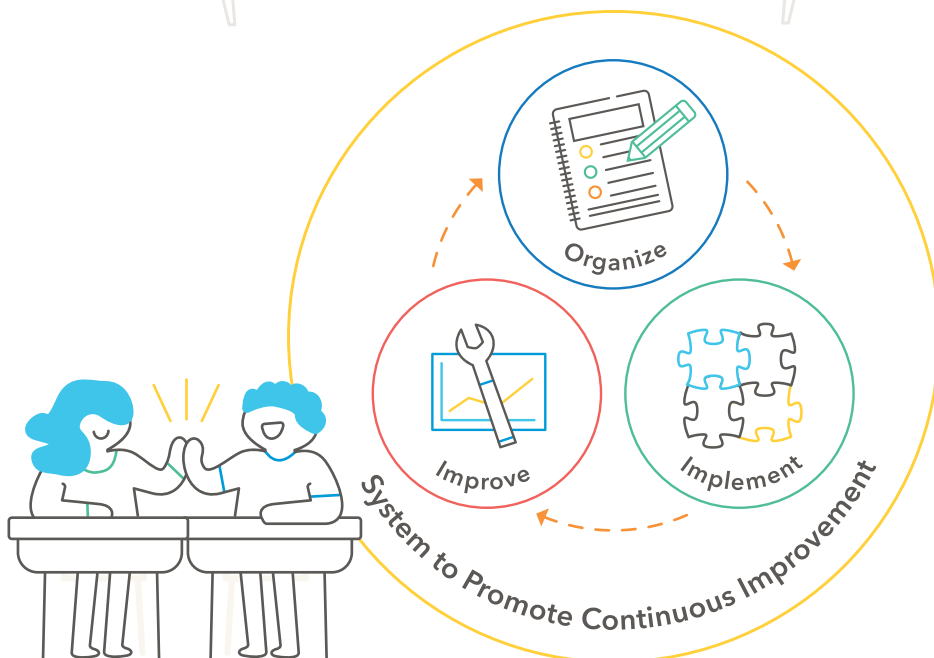 Organize
Improve
Implement
System to Promote Continuous Improvement